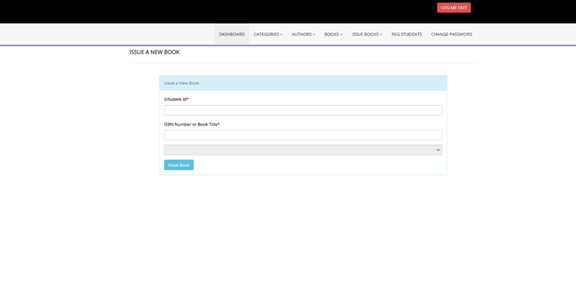 LOG ME OUT
DASHBOARD CATEGORIES AUTHORS BOOKS ISSUE BOOKS REG STUDENTS CHANGE PASSWORD
ISSUE A NEW BOOK
Issue a New Book
Srtudent id*
ISBN Number or Book Title*
Issue Book